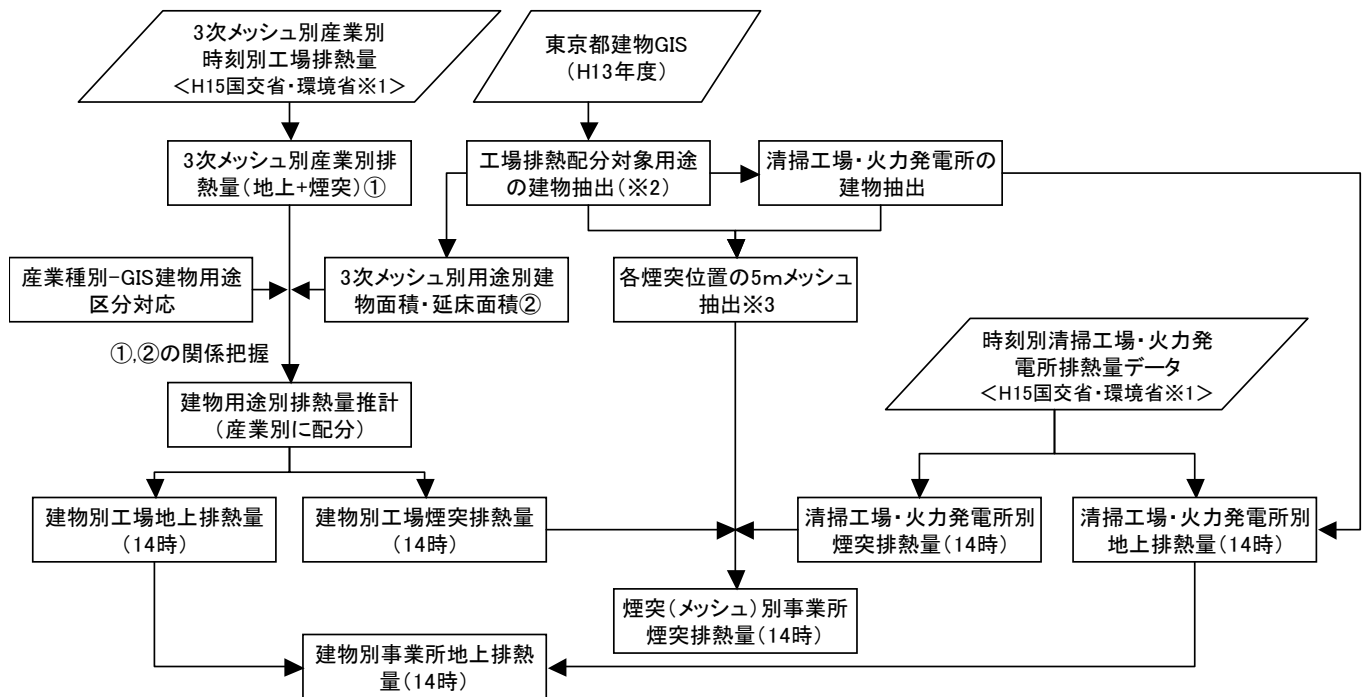 3次メッシュ別産業別
時刻別工場排熱量
<H15国交省・環境省※1>
東京都建物GIS
(H13年度)
3次メッシュ別産業別排
熱量(地上+煙突)①
工場排熱配分対象用途
の建物抽出(※2)
清掃工場・火力発電所の
建物抽出
産業種別-GIS建物用途
区分対応
3次メッシュ別用途別建
物面積・延床面積②
各煙突位置の5mメッシュ
抽出※3
①,②の関係把握
時刻別清掃工場・火力発
電所排熱量データ
<H15国交省・環境省※1>
建物用途別排熱量推計
(産業別に配分)
建物別工場地上排熱量
(14時)
建物別工場煙突排熱量
(14時)
清掃工場・火力発電所別
煙突排熱量(14時)
清掃工場・火力発電所別
地上排熱量(14時)
煙突(メッシュ)別事業所
煙突排熱量(14時)
建物別事業所地上排熱
量(14時)